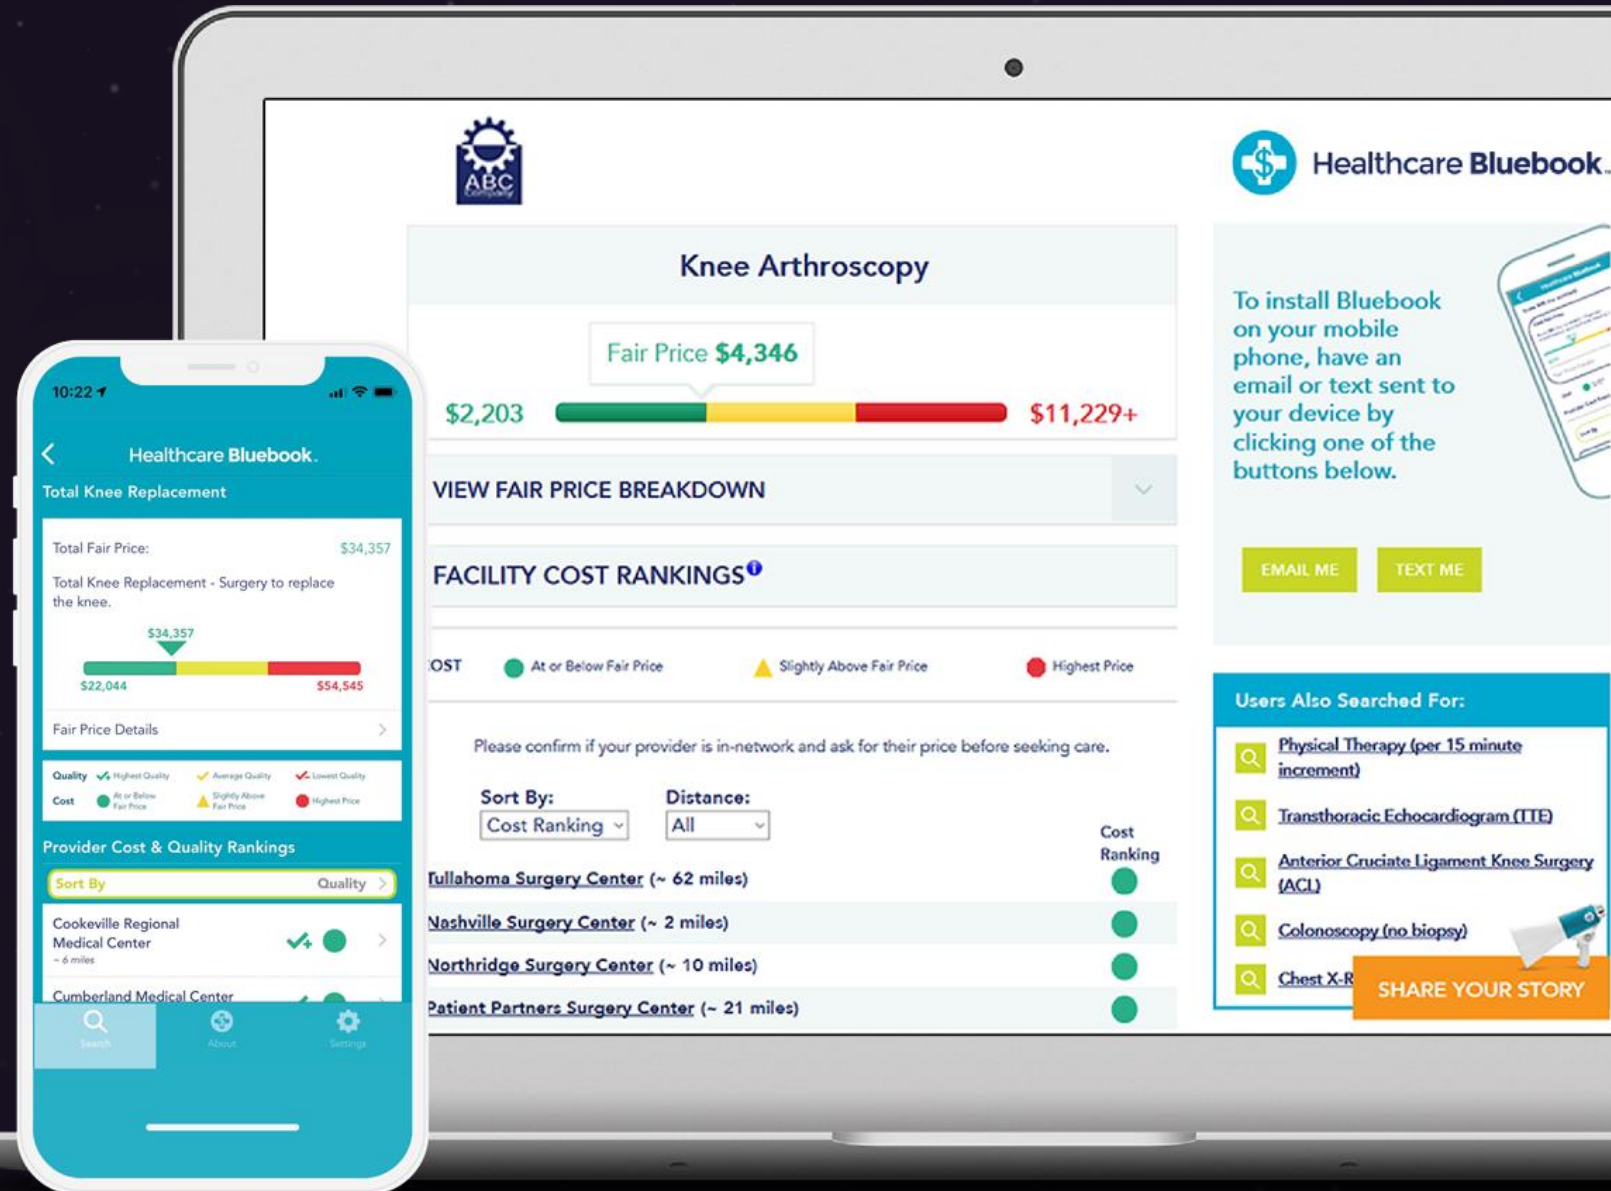 ABC
Company
Healthcare Bluebook
Knee Arthroscopy
Fair Price $4,346
$2,203
$11,229+
VIEW FAIR PRICE BREAKDOWN
FACILITY COST RANKINGS
OST
At or Below Fair Price
Slightly Above Fair Price
Highest Price
Please confirm if your provider is in-network and ask for their price before seeking care.
Sort By:
Distance:
Cost Ranking
All
Cost
Ranking
Tullahoma Surgery Center (~ 62 miles)
Nashville Surgery Center (~ 2 miles)
Northridge Surgery Center (~ 10 miles)
Patient Partners Surgery Center (~ 21 miles)
To install Bluebook
on your mobile
phone, have an
email or text sent to
your device by
clicking one of the
buttons below.
EMAIL ME
TEXT ME
Users Also Searched For:
Physical Therapy (per 15 minute
increment)
Transthoracic Echocardiogram (TTE)
Anterior Cruciate Ligament Knee Surgery
(ACL)
Colonoscopy (no biopsy)
Chest X-R
SHARE YOUR STORY
10:22
Healthcare Bluebook.
Total Knee Replacement
Total Fair Price:
$34,357
Total Knee Replacement - Surgery to replace
the knee.
$34,357
$22,044
$54,545
Fair Price Details
Quality
Highest Quality
Average Quality
Lowest Quality
Cost
At or Below
Fair Price
Slightly Above
Fair Price
Highest Price
Provider Cost & Quality Rankings
Sort By
Quality
Cookeville Regional
Medical Center
~ 6 miles
Cumberland Medical Center
Search
About
Settings